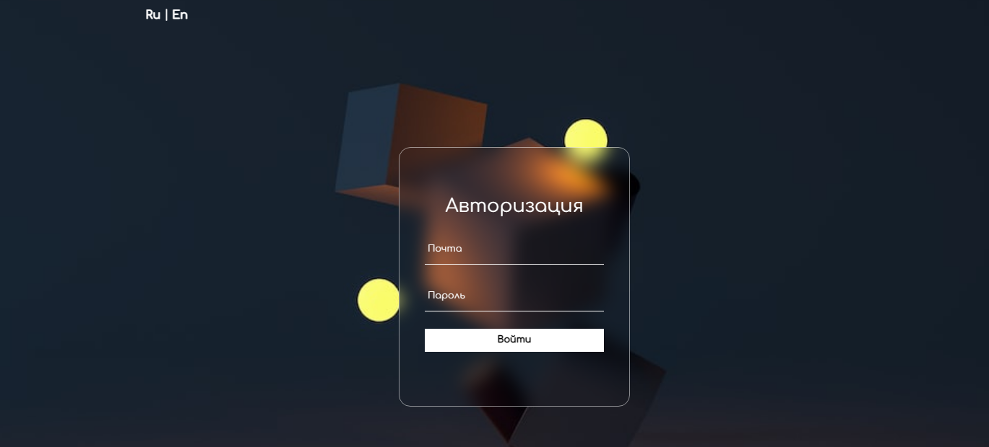 Ru | En
Авторизация
Почта
Пароль
Войти